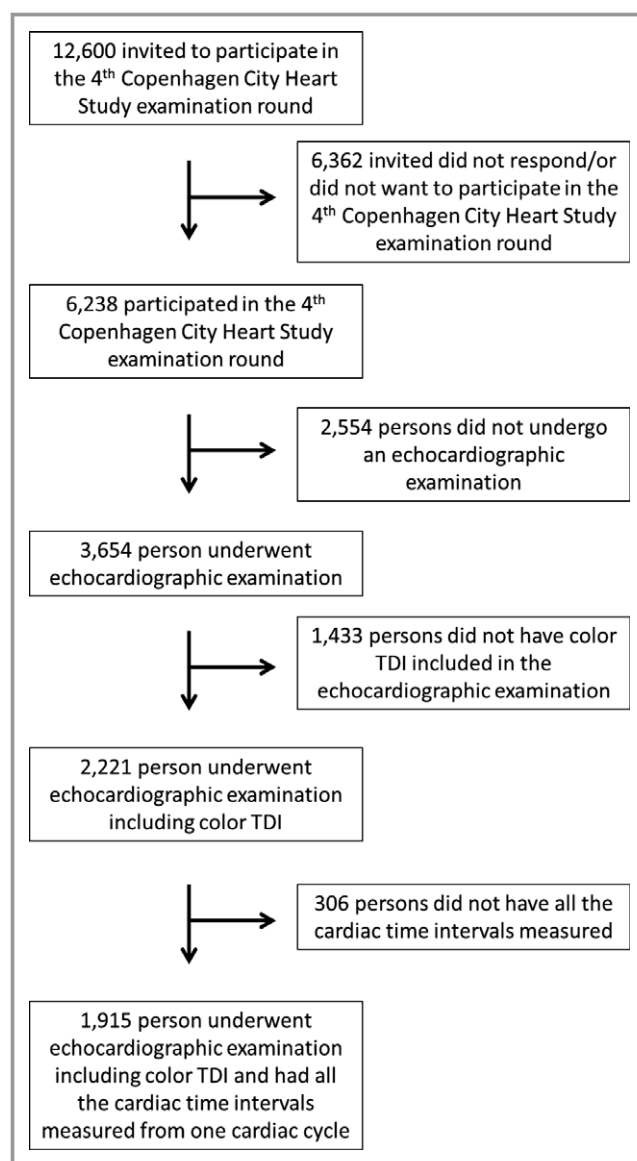 12,600 invited to participate in
the 4th Copenhagen City Heart
Study examination round
6,362 invited did not respond/or
did not want to participate in the
4th Copenhagen City Heart Study
examination round
6,238 participated in the 4th
Copenhagen City Heart Study
examination round
2,554 persons did not undergo
an echocardiographic
examination
3,654 person underwent
echocardiographic examination
1,433 persons did not have color
TDI included in the
echocardiographic examination
2,221 person underwent
echocardiographic examination
including color TDI
306 persons did not have all the
cardiac time intervals measured
1,915 person underwent
echocardiographic examination
including color TDI and had all
the cardiac time intervals
measured from one cardiac cycle